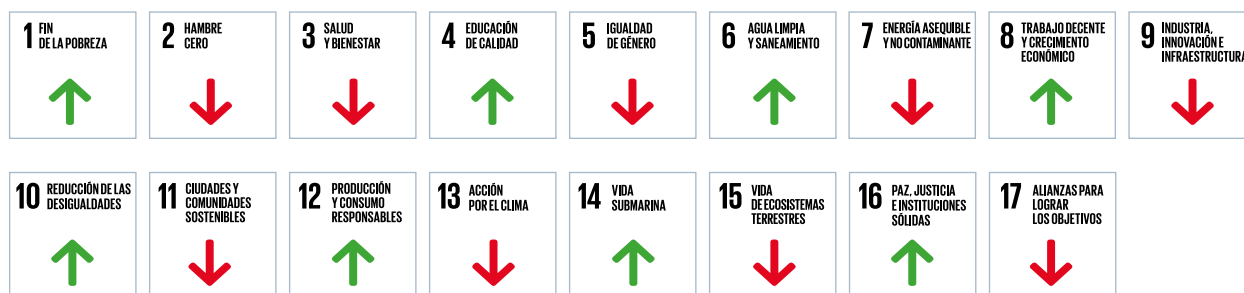 1 FIN
DE LA POBREZA
2 HAMBRE
CERO
3 SALUD
Y BIENESTAR
4 EDUCACIÓN
DE CALIDAD
5 IGUALDAD
DE GÉNERO
6 AGUA LIMPIA
Y SANEAMIENTO
7 ENERGÍA ASEQUIBLE
Y NO CONTAMINANTE
8 TRABAJO DECENTE
Y CRECIMIENTO
ECONÓMICO
9 INDUSTRIA,
INNOVACIÓN E
INFRAESTRUCTURA
10 REDUCCIÓN DE LAS
DESIGUALDADES
11 CIUDADES Y
COMUNIDADES
SOSTENIBLES
12 PRODUCCIÓN
Y CONSUMO
RESPONSABLES
13 ACCIÓN
POR EL CLIMA
14 VIDA
SUBMARINA
15 VIDA
DE ECOSISTEMAS
TERRESTRES
16 PAZ, JUSTICIA
E INSTITUCIONES
SÓLIDAS
17 ALIANZAS PARA
LOGRAR
LOS OBJETIVOS